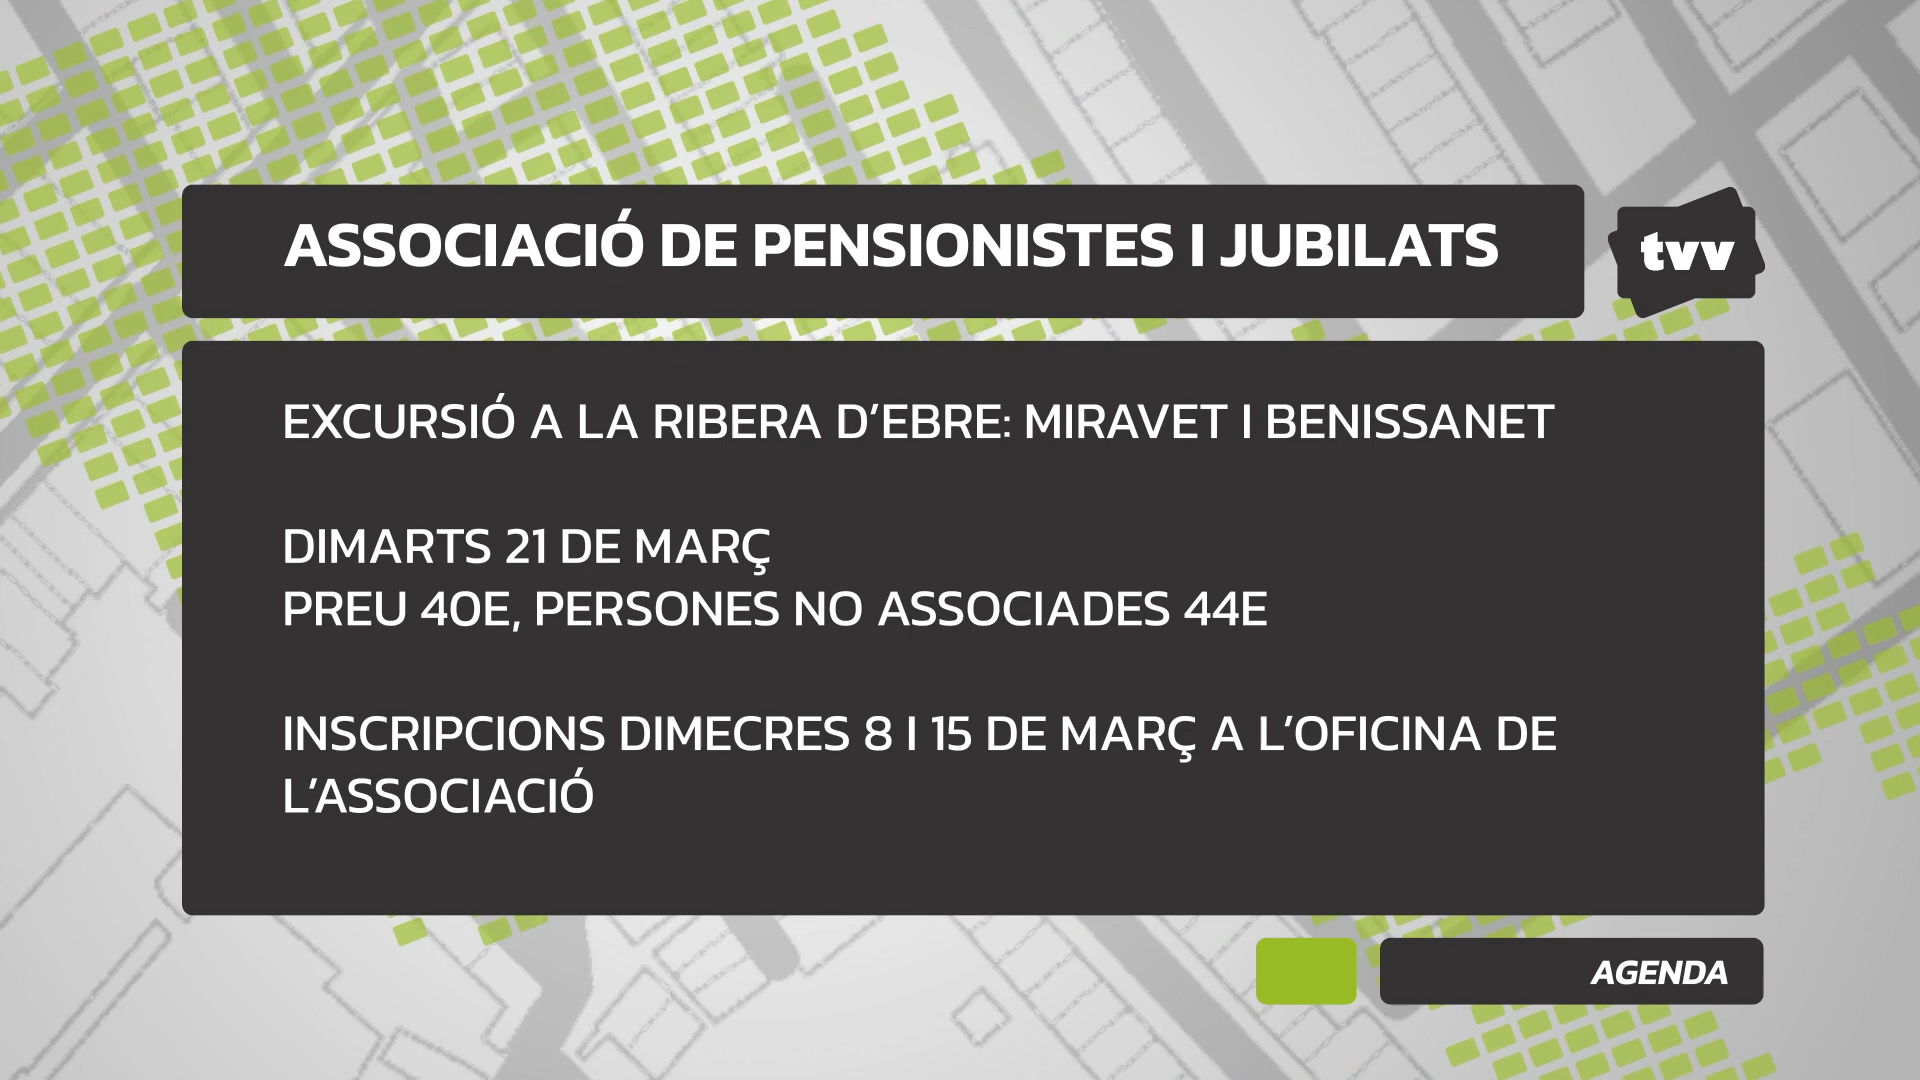 ASSOCIACIÓ DE PENSIONISTES I JUBILATS
tvv
EXCURSIÓ A LA RIBERA D'EBRE: MIRAVET I BENISSANET
DIMARTS 21 DE MARÇ
PREU 40E, PERSONES NO ASSOCIADES 44E
INSCRIPCIONS DIMECRES 8 I 15 DE MARÇ A L'OFICINA DE
L'ASSOCIACIÓ
AGENDA